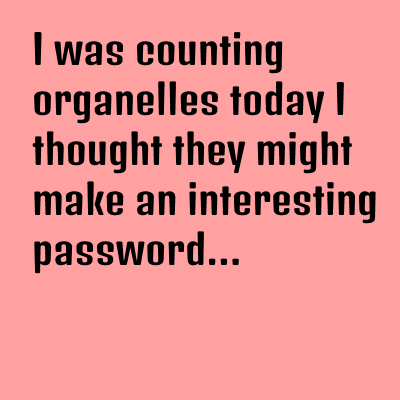 I was counting
organelles today I
thought they might
make an interesting
password...